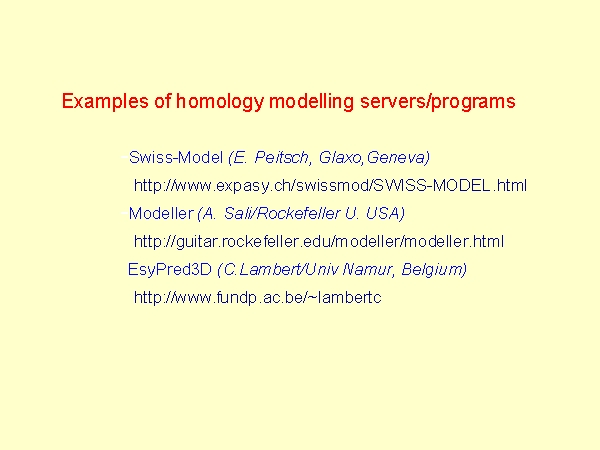 Examples of homology modelling servers/programs
Swiss-Model (E. Peitsch, Glaxo,Geneva)
http://www.expasy.ch/swissmod/SWISS-MODEL.html
Modeller (A. Sali/Rockefeller U. USA)
http://guitar.rockefeller.edu/modeller/modeller.html
EsyPred3D (C.Lambert/Univ Namur, Belgium)
http://www.fundp.ac.be/~lambertc